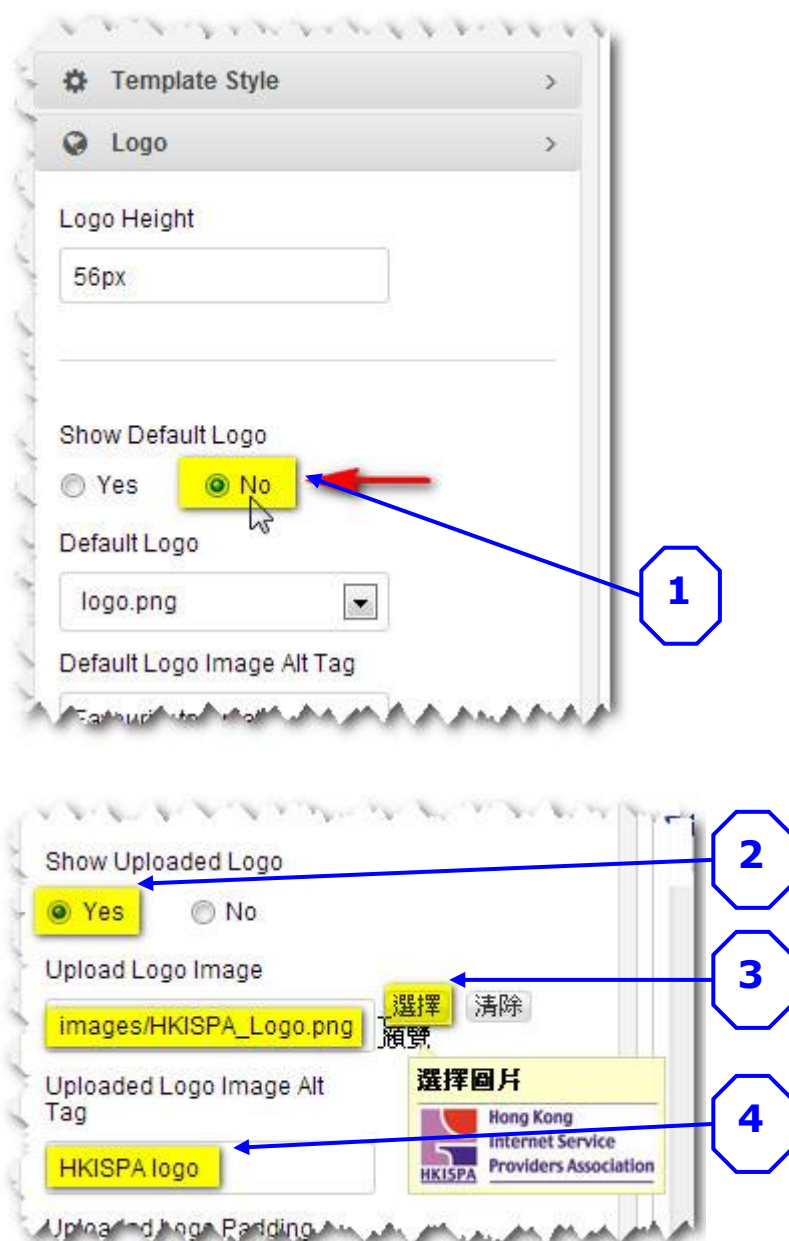 Template Style
Logo
Logo Height
56px
Show Default Logo
Yes No
Default Logo
logo.png
1
Default Logo Image Alt Tag
Show Uploaded Logo
2
Yes No
Upload Logo Image
3
images/HKISPA_Logo.png 選擇 清除
預覽
選擇圖片
Uploaded Logo Image Alt
Tag
Hong Kong
Internet Service
Providers Association
HKISPA
4
HKISPA logo
Uploaded Logo Padding